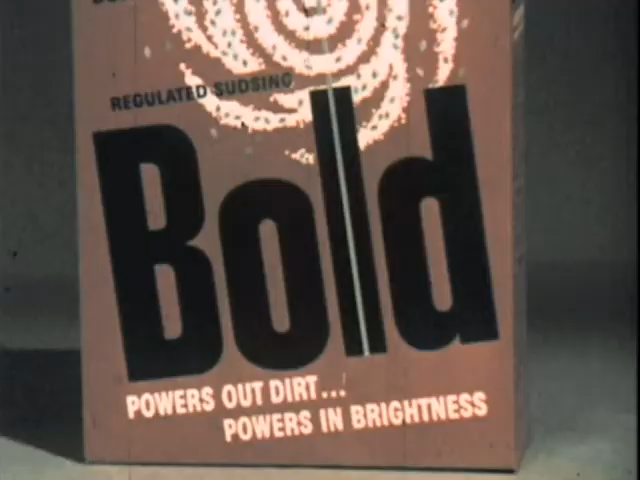 REGULATED SUDSING
Bold
POWERS OUT DIRT...
POWERS IN BRIGHTNESS